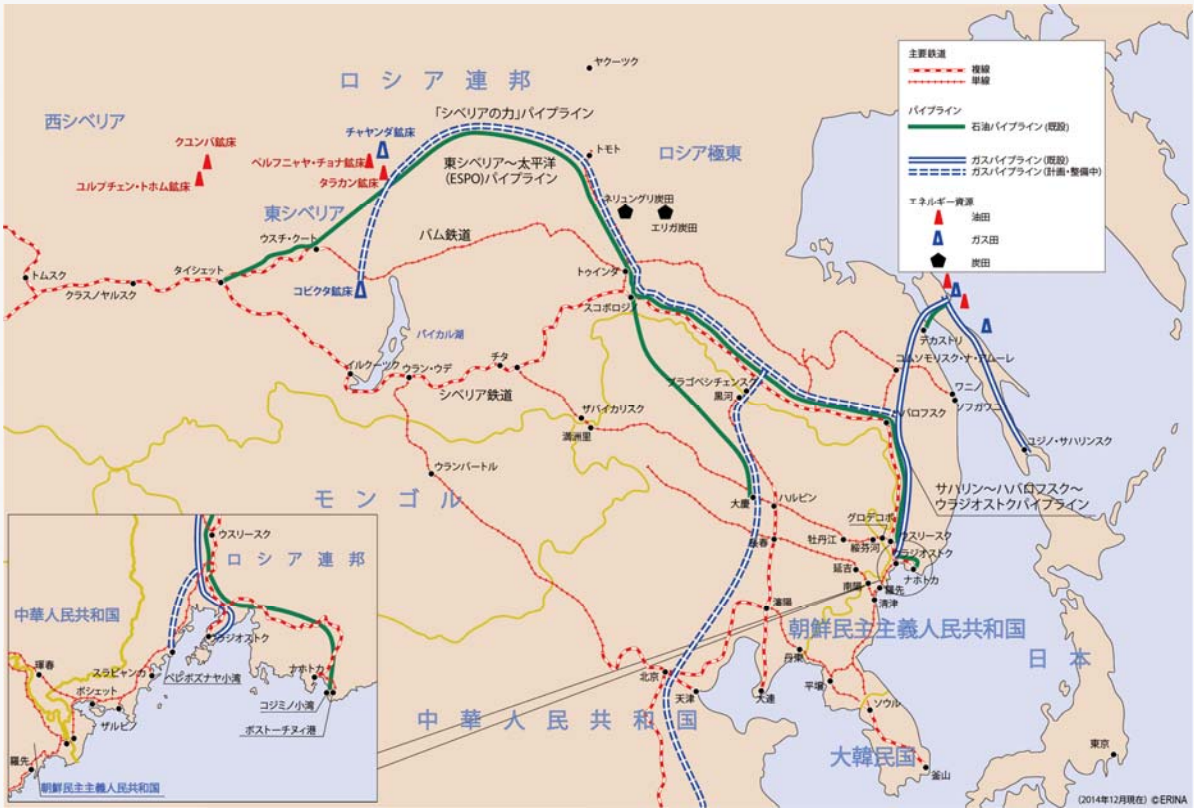 ロシア連邦
西シベリア
東シベリア
ロシア極東
ヤクーツク
「シベリアの力」パイプライン
チャヤンダ鉱床
クユンバ鉱床
ベルフニャヤ・チョナ鉱床
ユルブチェン・トホム鉱床
タラカン鉱床
東シベリア~太平洋
(ESPO)パイプライン
トモト
ネリュングリ炭田
エリガ炭田
ウスチ・クート
バム鉄道
トムスク
タイシェット
クラスノヤルスク
コビクタ鉱床
トゥインダ
スコボロジノ
バイカル湖
イルクーツク
ウラン・ウデ
チタ
シベリア鉄道
ブラゴベシチェンスク
黒河
ザバイカリスク
満洲里
デカストリ
コムソモリスク・ナ・アムーレ
ワニノ
ソフガワニ
ハバロフスク
ユジノ・サハリンスク
サハリン~ハバロフスク~
ウラジオストクパイプライン
ウランバートル
モンゴル
大慶
ハルビン
グロデコボ
牡丹江
綏芬河
ウスリースク
ウラジオストク
長春
延吉
ナホトカ
南陽
羅先
清津
瀋陽
朝鮮民主主義人民共和国
日本
丹東
北京
天津
大連
平壌
中華人民共和国
ソウル
大韓民国
釜山
東京
主要鉄道
複線
単線
パイプライン
石油パイプライン(既設)
ガスパイプライン(既設)
ガスパイプライン(計画・整備中)
エネルギー資源
油田
ガス田
炭田
ウスリースク
ロシア連邦
中華人民共和国
ウラジオストク
琿春
スラビャンカ
ベレボズナヤ小湾
ナホトカ
ポシェット
コジミノ小湾
ザルビノ
ボストーチヌィ港
羅先
朝鮮民主主義人民共和国
(2014年12月現在) ©ERINA